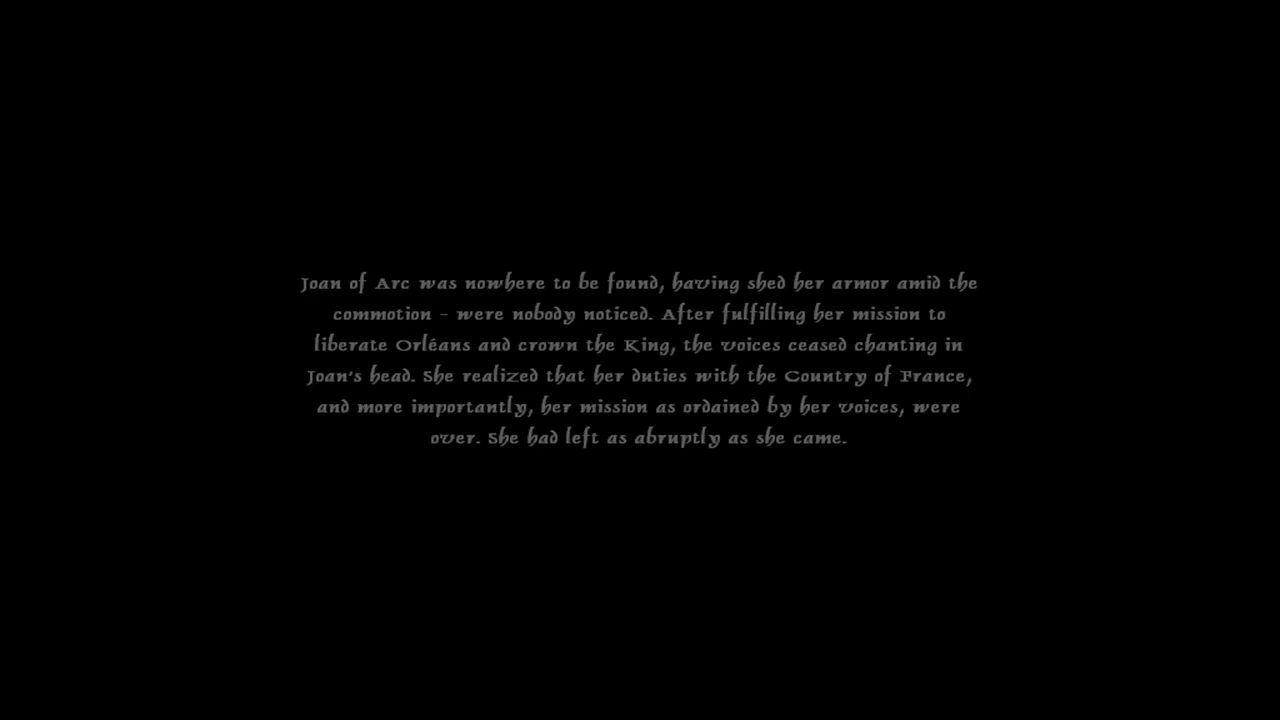 Joan of Arc was nowhere to be found, having shed her armor amid the
commotion - were nobody noticed. After fulfilling her mission to
liberate Orléans and crown the King, the voices ceased chanting in
Joan's head. She realized that her duties with the Country of France,
and more importantly, her mission as ordained by her voices, were
over. She had left as abruptly as she came.